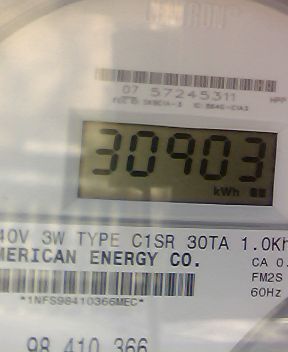 CENTRON
07 57245311
30903
kWh
40V 3W TYPE C1SR 30TA 1.0Kh
MERICAN ENERGY CO.
CA 0.
FM2S
60Hz
*1NFS98410366MEC*
98 410 366